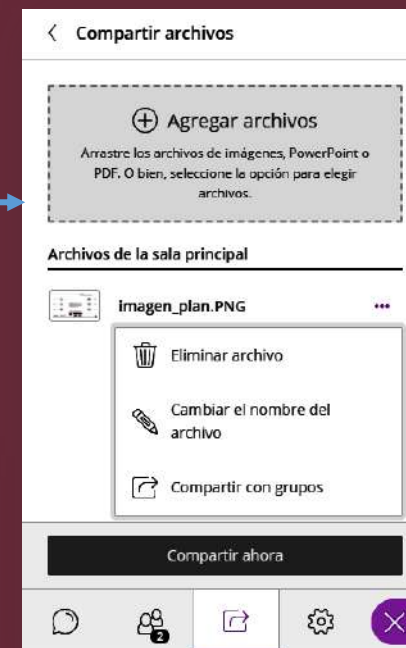 Compartir archivos
Agregar archivos
Arrastre los archivos de imágenes, PowerPoint o
PDF. O bien, seleccione la opción para elegir
archivos.
Archivos de la sala principal
imagen_plan.PNG
Eliminar archivo
Cambiar el nombre del
archivo
Compartir con grupos
Compartir ahora
2